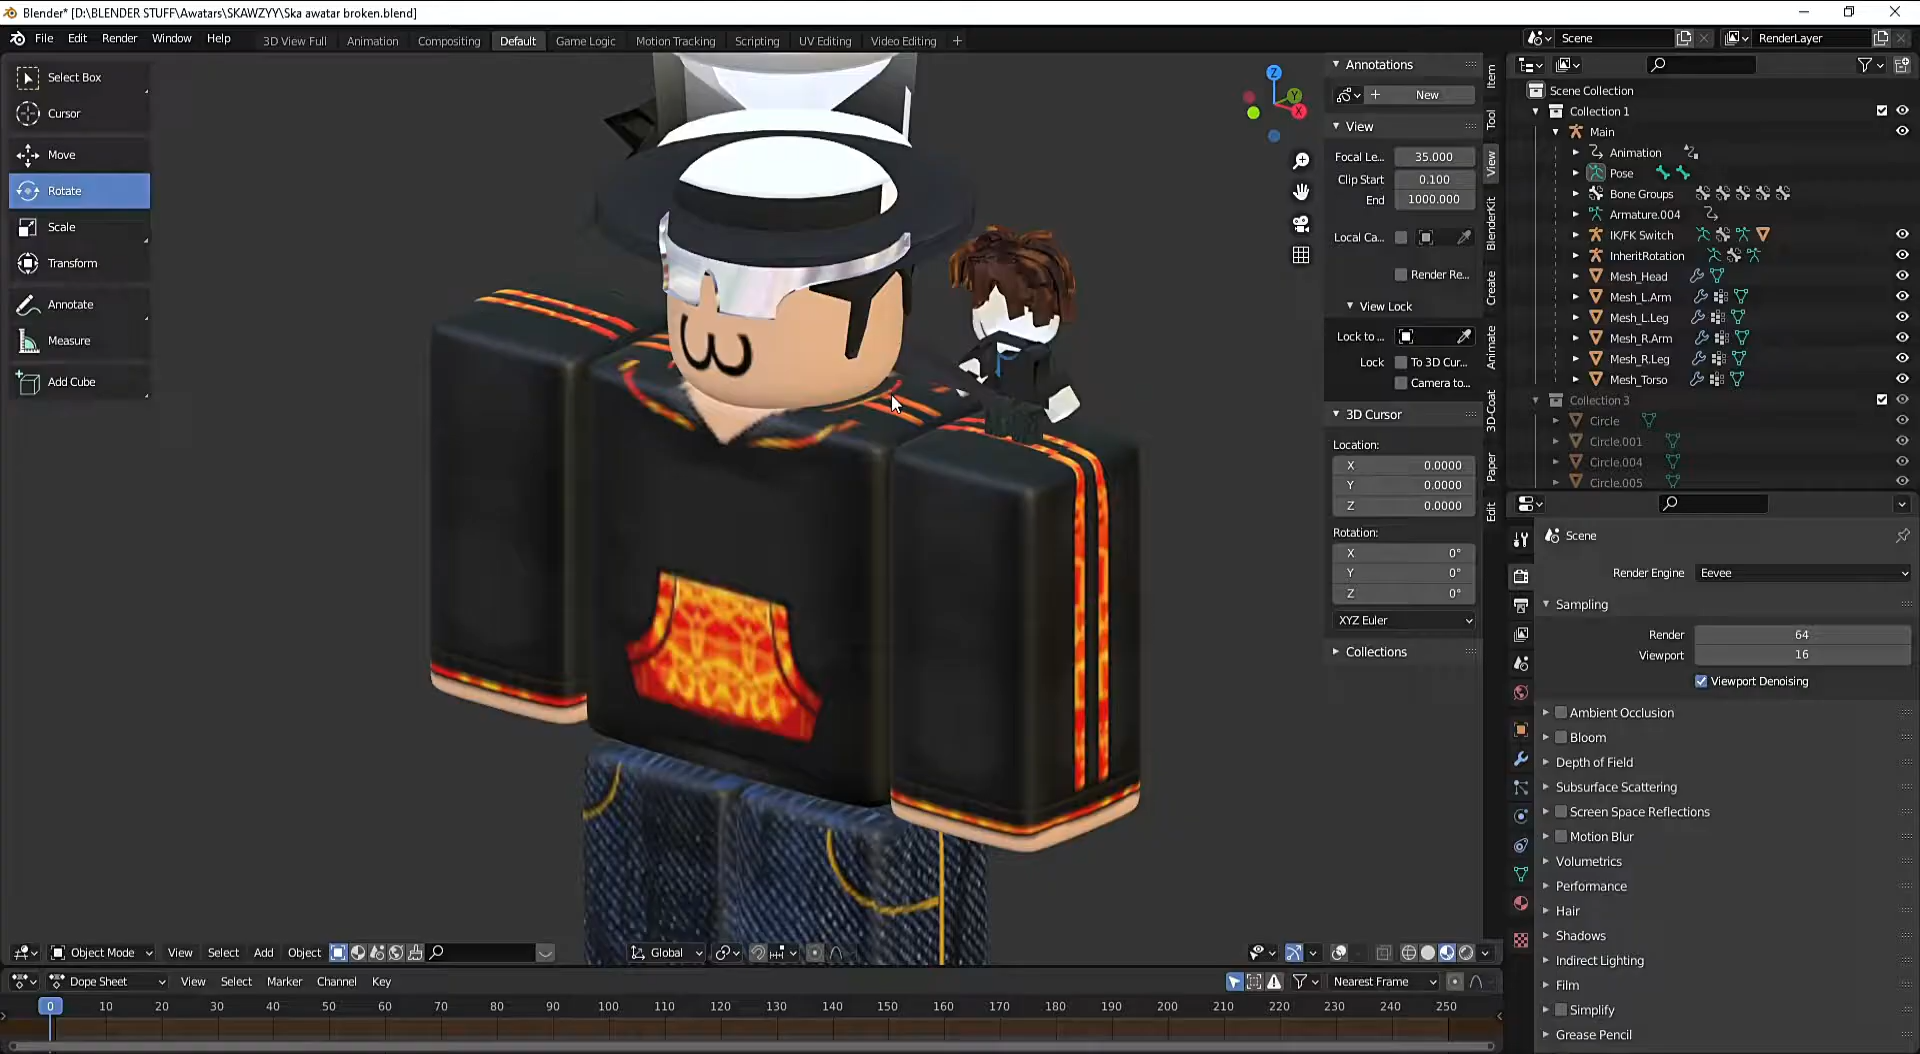 Blender* [D:\BLENDER STUFF\Awatars\SKAWZYY\Ska awatar broken.blend]
File Edit Render Window Help
3D View Full Animation Compositing Default Game Logic Motion Tracking Scripting UV Editing Video Editing
Scene
RenderLayer
Select Box
Cursor
Move
Rotate
Scale
Transform
Annotate
Measure
Add Cube
Z
Y
X
Annotations
New
View
Focal Le... 35.000
Clip Start 0.100
End 1000.000
Local Ca...
Render Re...
View Lock
Lock to ...
Lock To 3D Cur...
Camera to...
3D Cursor
Location:
X 0.0000
Y 0.0000
Z 0.0000
Rotation:
X 0°
Y 0°
Z 0°
XYZ Euler
Collections
Item
Tool
View
BlenderKit
Create
Animate
3D-Coat
Paper
Edit
Scene Collection
Collection 1
Main
Animation
Pose
Bone Groups
Armature.004
IK/FK Switch
InheritRotation
Mesh_Head
Mesh_L.Arm
Mesh_L.Leg
Mesh_R.Arm
Mesh_R.Leg
Mesh_Torso
Collection 3
Circle
Circle.001
Circle.004
Circle.005
Scene
Render Engine Eevee
Sampling
Render 64
Viewport 16
Viewport Denoising
Ambient Occlusion
Bloom
Depth of Field
Subsurface Scattering
Screen Space Reflections
Motion Blur
Volumetrics
Performance
Hair
Shadows
Indirect Lighting
Film
Simplify
Grease Pencil
Object Mode View Select Add Object
Global
Dope Sheet View Select Marker Channel Key
Nearest Frame
0 10 20 30 40 50 60 70 80 90 100 110 120 130 140 150 160 170 180 190 200 210 220 230 240 250